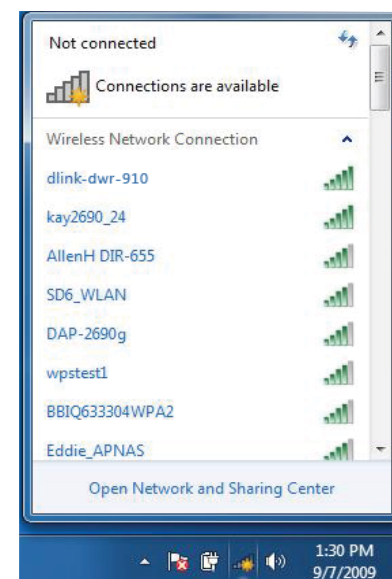 Not connected
Connections are available
Wireless Network Connection
dlink-dwr-910
kay2690_24
AllenH DIR-655
SD6_WLAN
DAP-2690g
wpstest1
BBIQ633304WPA2
Eddie_APNAS
Open Network and Sharing Center
1:30 PM
9/7/2009